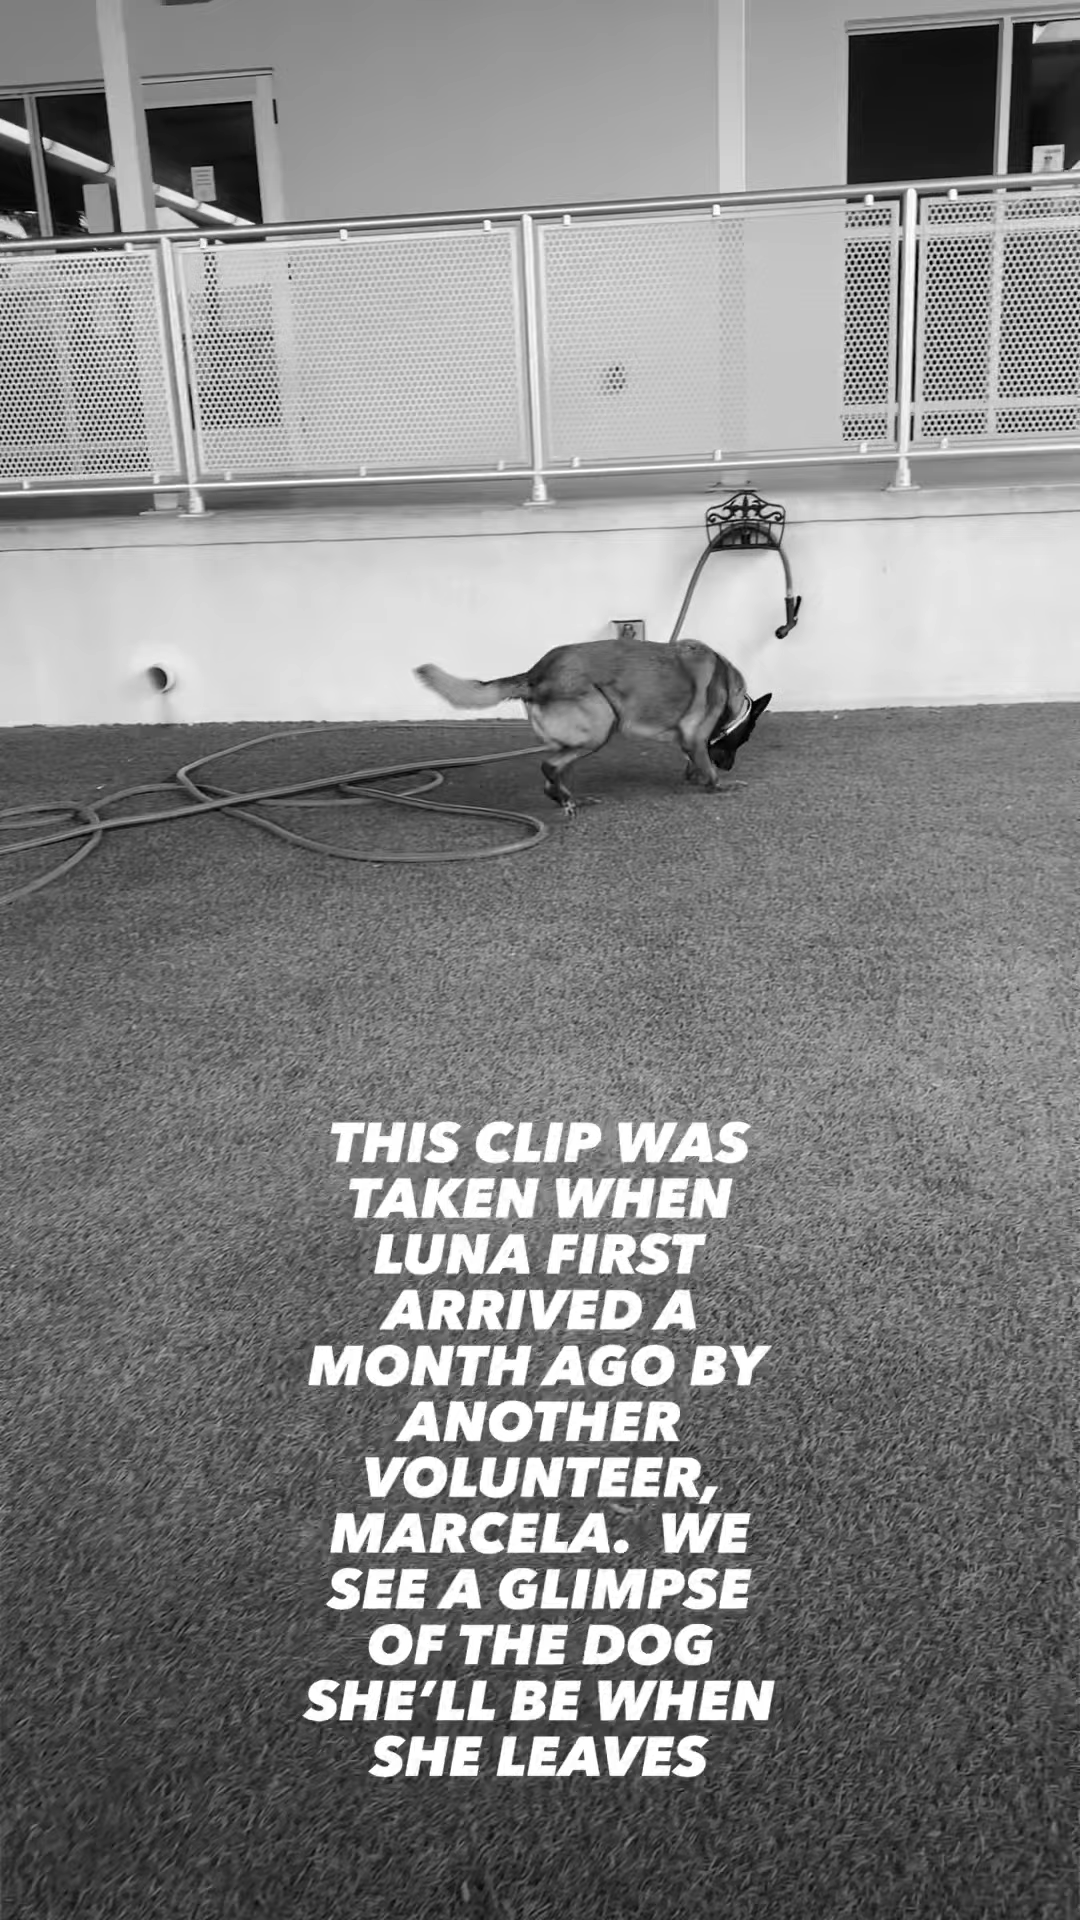 THIS CLIP WAS
TAKEN WHEN
LUNA FIRST
ARRIVED A
MONTH AGO BY
ANOTHER
VOLUNTEER,
MARCELA.  WE
SEE A GLIMPSE
OF THE DOG
SHE’LL BE WHEN
SHE LEAVES